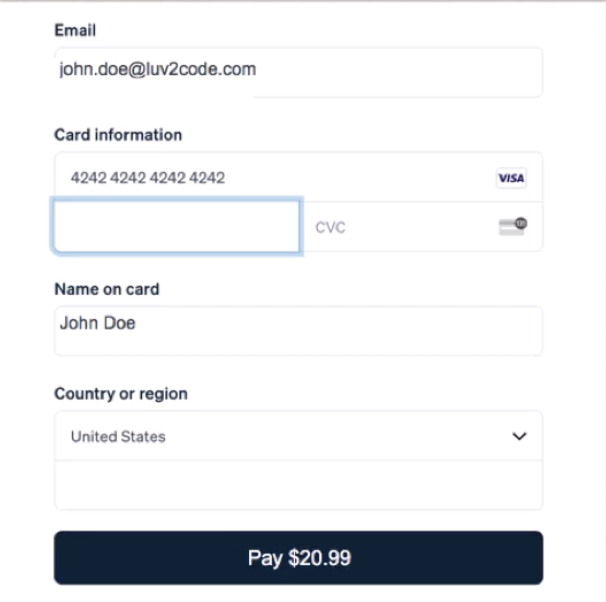 Email
john.doe@luv2code.com
Card information
4242 4242 4242 4242 VISA
CVC
Name on card
John Doe
Country or region
United States
Pay $20.99